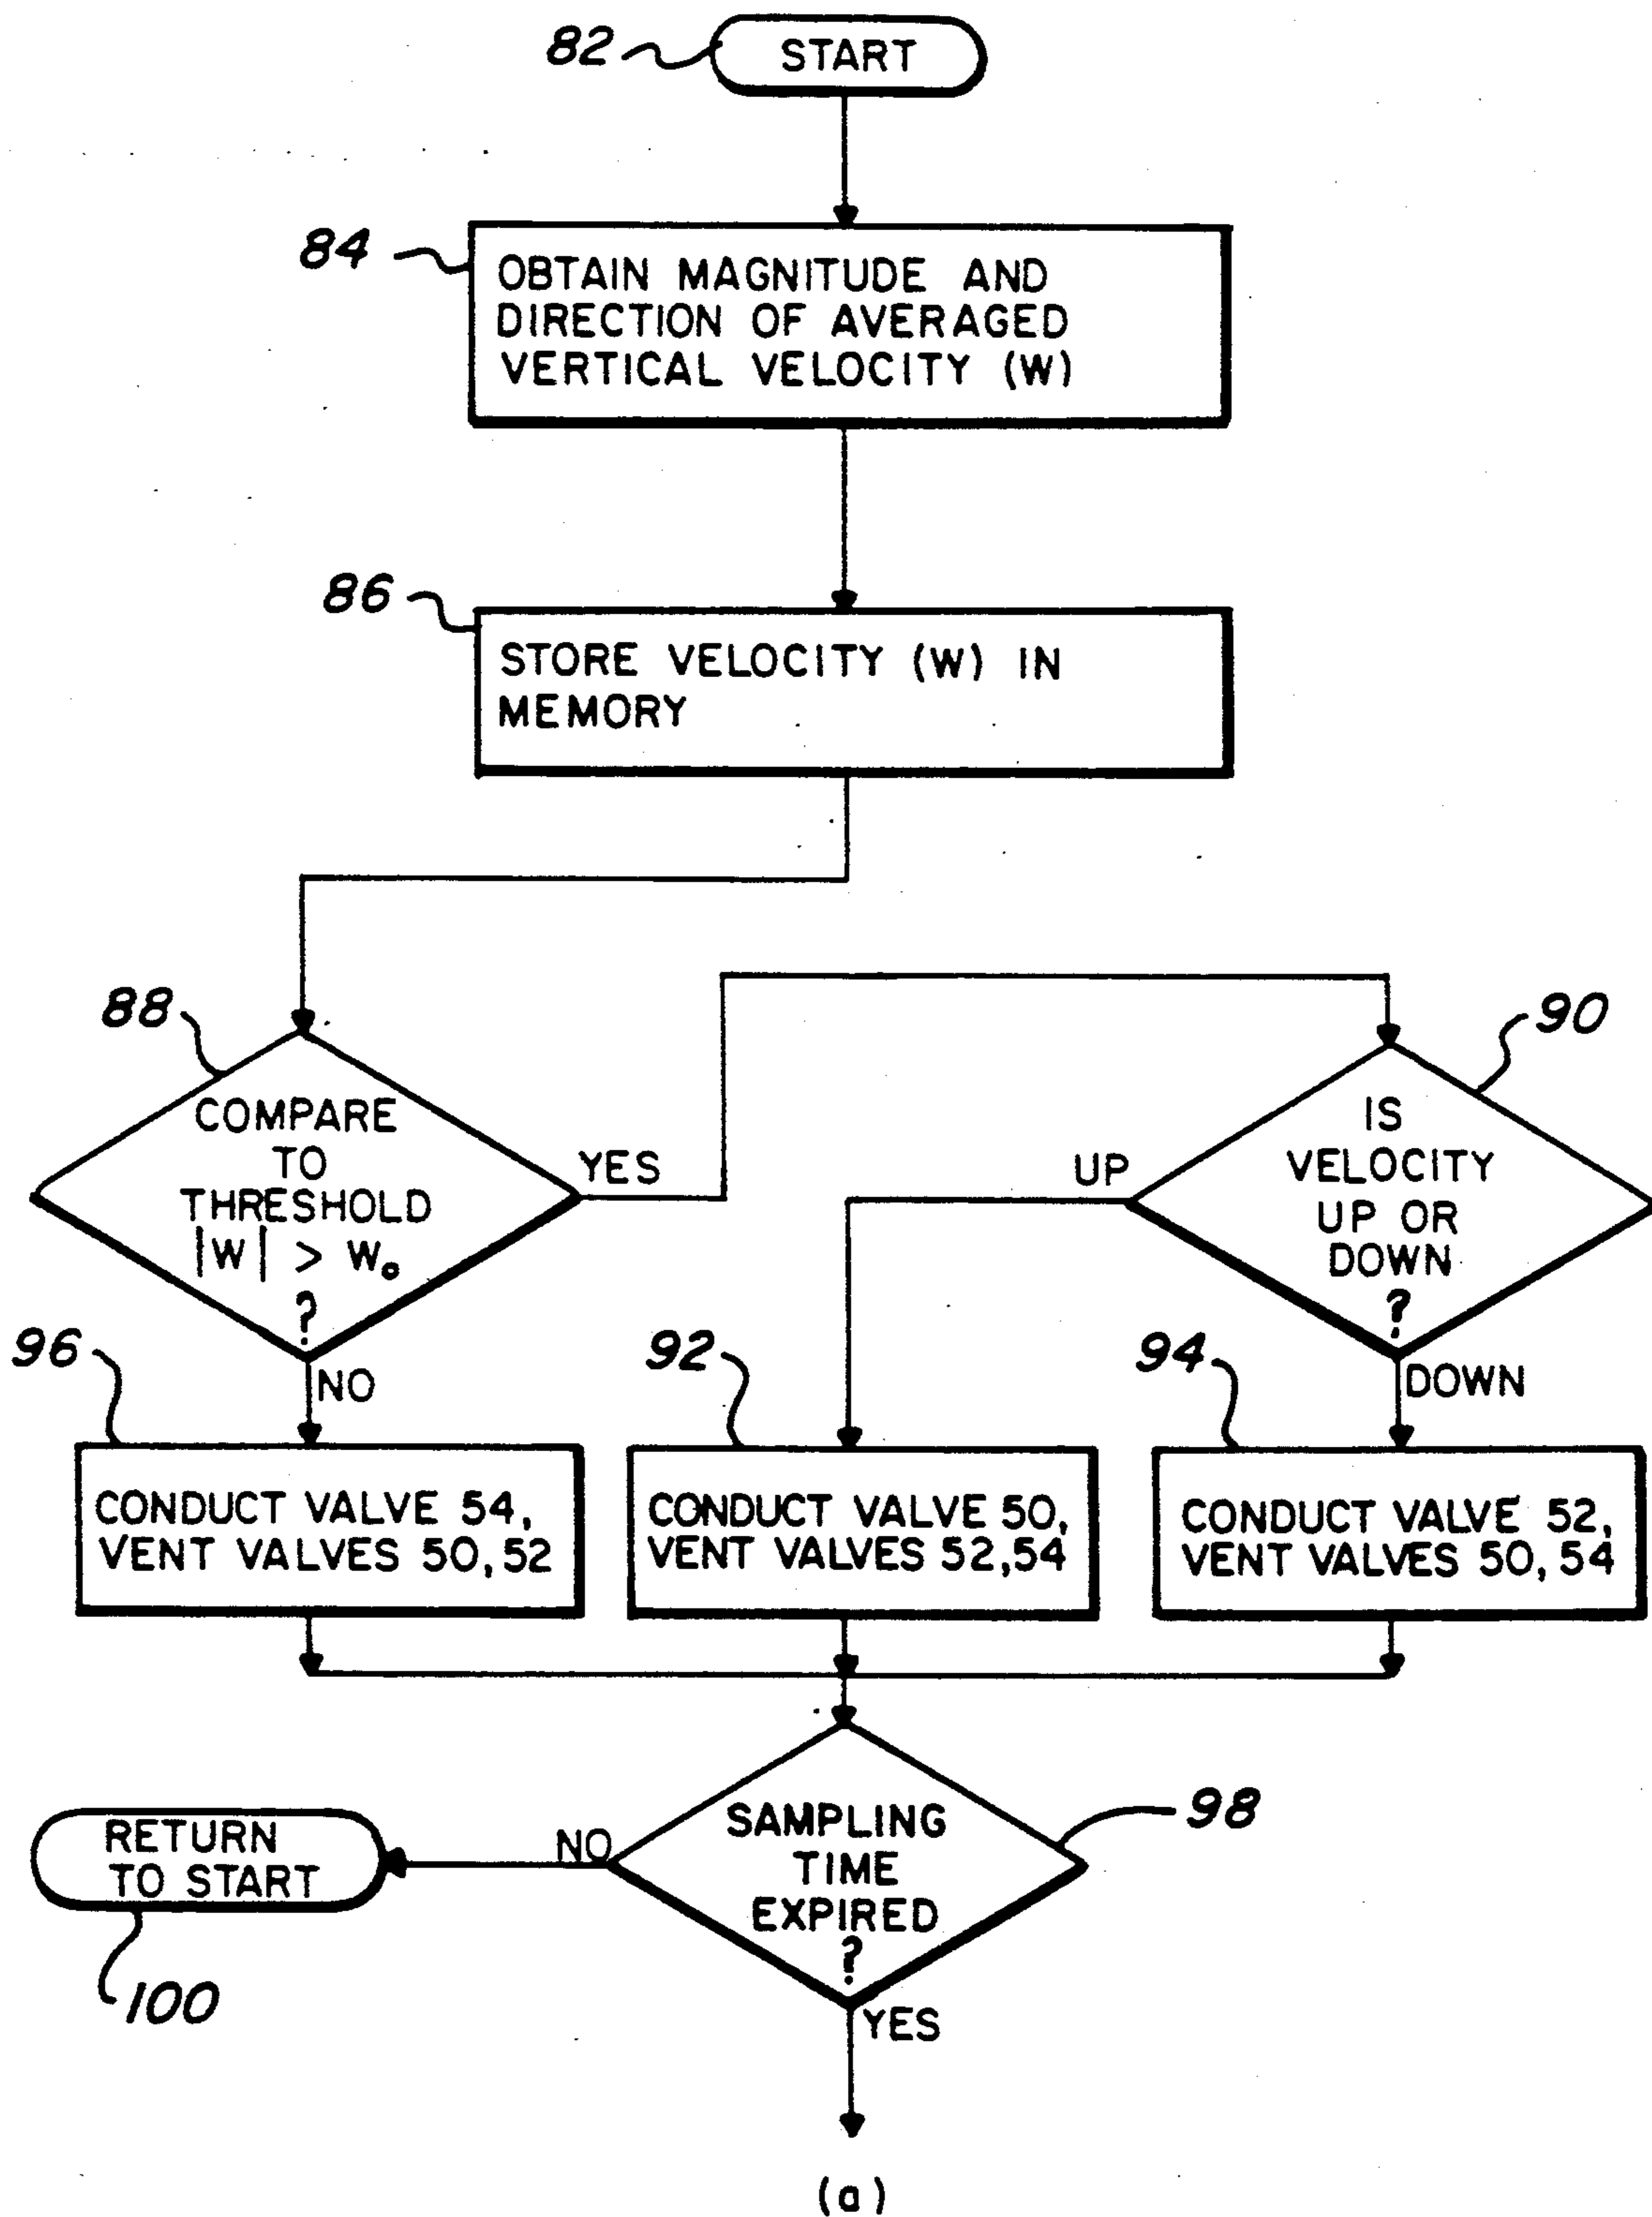 82
START
84
OBTAIN MAGNITUDE AND
DIRECTION OF AVERAGED
VERTICAL VELOCITY (W)
86
STORE VELOCITY (W) IN
MEMORY
88
COMPARE
TO
THRESHOLD
|W| > W₀
?
YES
NO
90
IS
VELOCITY
UP OR
DOWN
?
UP
DOWN
96
CONDUCT VALVE 54,
VENT VALVES 50,52
92
CONDUCT VALVE 50,
VENT VALVES 52,54
94
CONDUCT VALVE 52,
VENT VALVES 50,54
98
SAMPLING
TIME
EXPIRED
?
NO
RETURN
TO START
100
YES
(a)